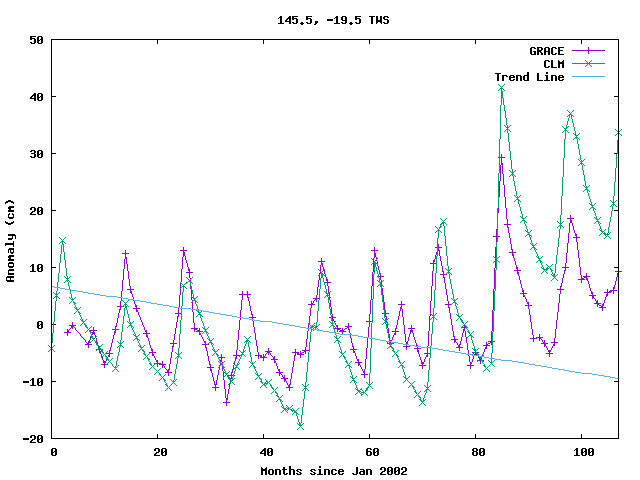 145.5, -19.5 TWS
50
40
30
20
10
0
-10
-20
GRACE
CLM
Trend Line
Anomaly (cm)
0 20 40 60 80 100
Months since Jan 2002